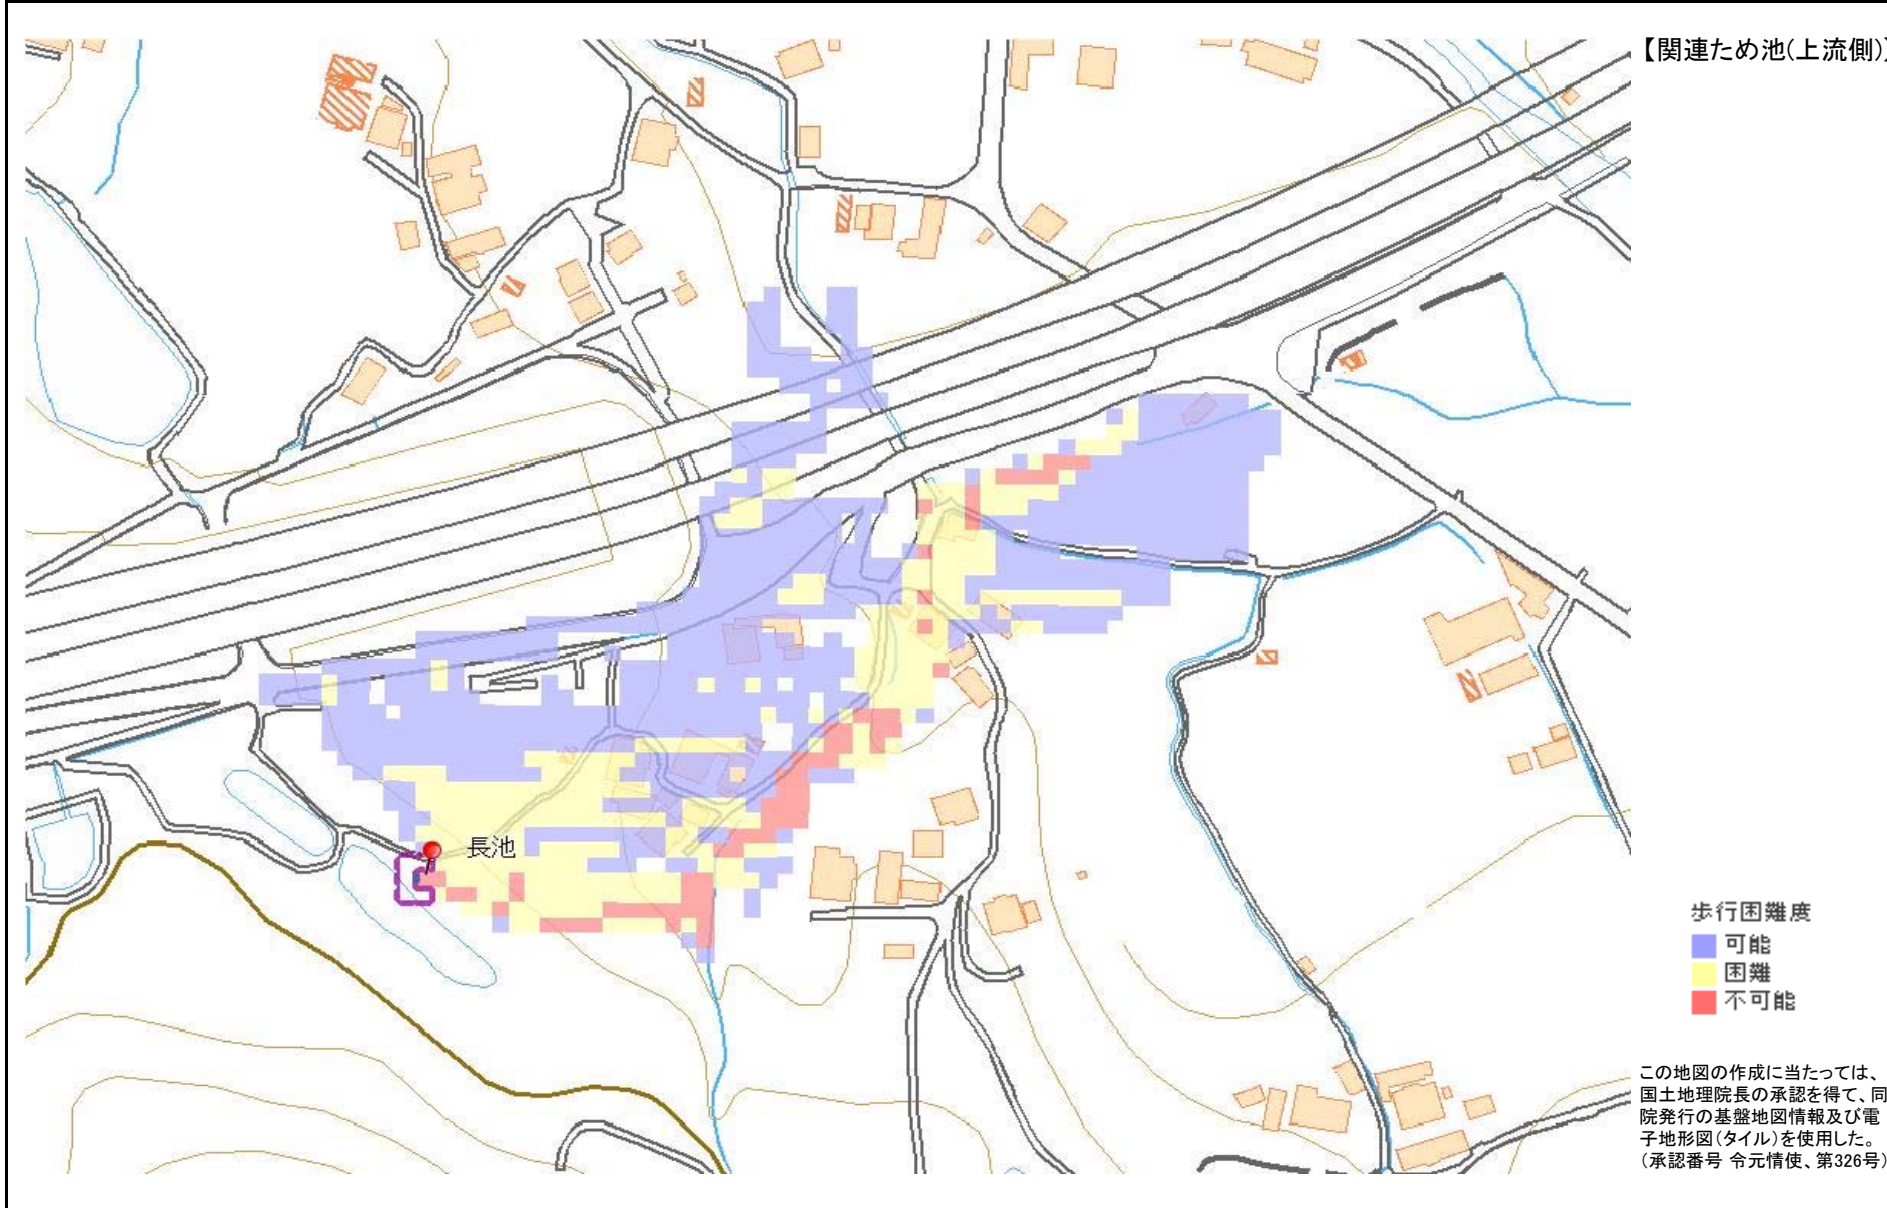 【関連ため池(上流側)】
長池
歩行困難度
可能
困難
不可能
この地図の作成に当たっては、
国土地理院長の承認を得て、同
院発行の基盤地図情報及び電
子地形図(タイル)を使用した。
(承認番号 令元情使、第326号)